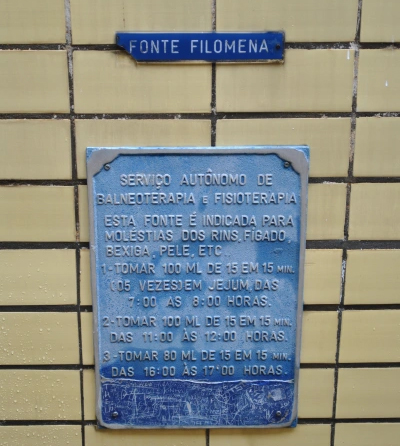 FONTE FILOMENA
SERVIÇO AUTÔNOMO DE
BALNEOTERAPIA e FISIOTERAPIA
ESTA FONTE É INDICADA PARA
MOLÉSTIAS DOS RINS, FÍGADO,
BEXIGA, PELE, ETC.
1-TOMAR 100 ML DE 15 EM 15 MIN.
(05 VEZES) EM JEJUM, DAS
7:00 AS 8:00 HORAS.
2-TOMAR 100 ML DE 15 EM 15 MIN.
DAS 11:00 ÀS 12:00 HORAS.
3-TOMAR 80 ML DE 15 EM 15 MIN.
DAS 16:00 ÀS 17:00 HORAS.